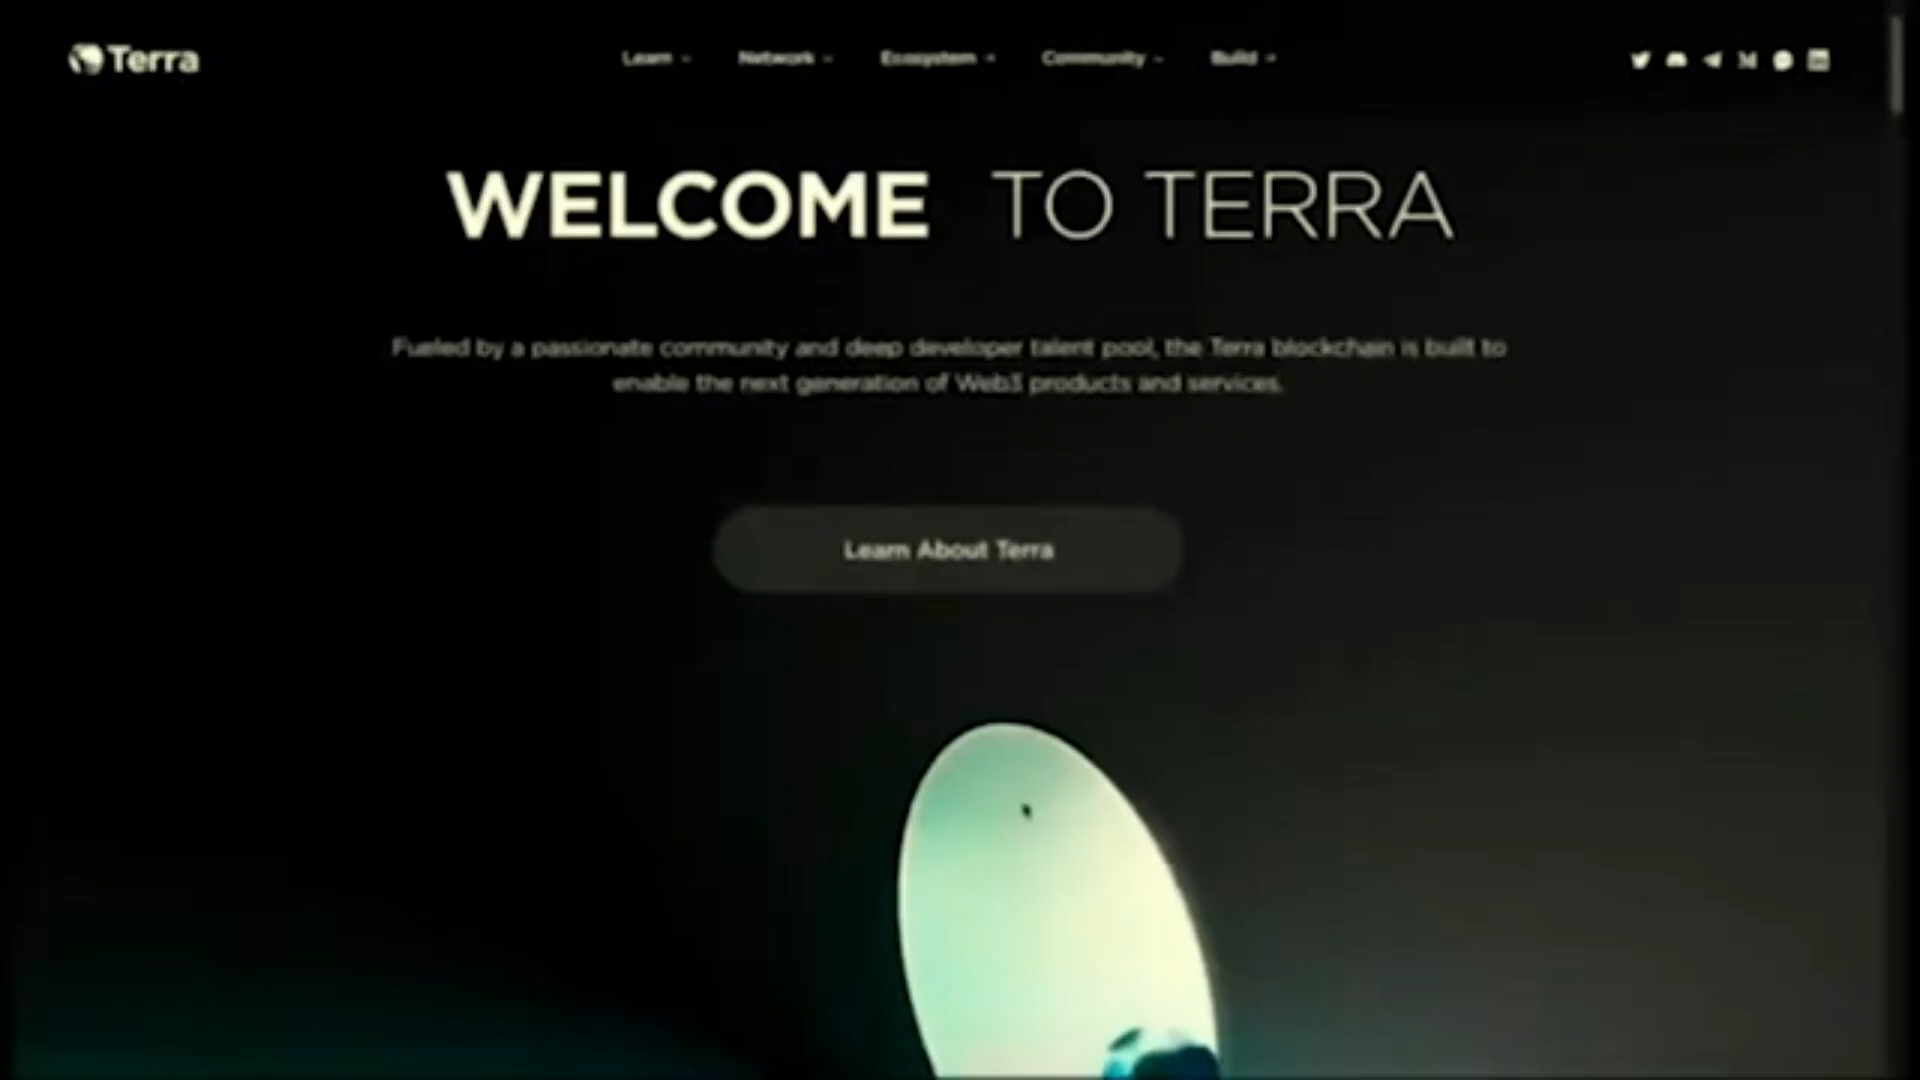 Terra
Learn
Network
Ecosystem
Community
Build
WELCOME TO TERRA
Fueled by a passionate community and deep developer talent pool, the Terra blockchain is built to
enable the next generation of Web3 products and services.
Learn About Terra